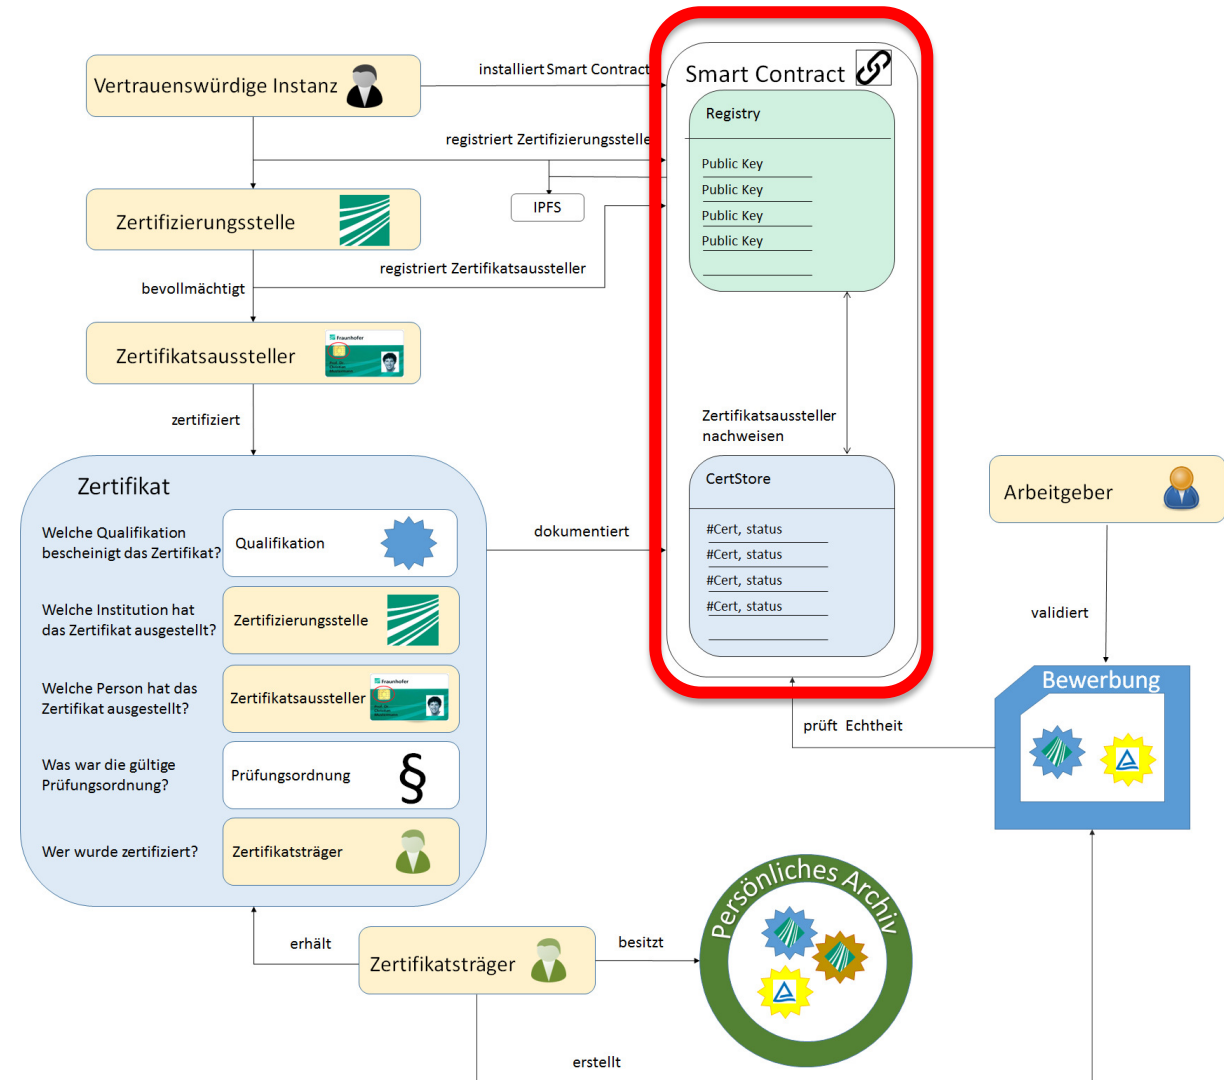 Vertrauenswürdige Instanz
installiert Smart Contract
Smart Contract
Registry
registriert Zertifizierungsstelle
Public Key
Public Key
Public Key
Public Key
IPFS
Zertifizierungsstelle
registriert Zertifikatsaussteller
bevollmächtigt
Zertifikatsaussteller
Fraunhofer
zertifiziert
Zertifikatsaussteller
nachweisen
Zertifikat
Welche Qualifikation
bescheinigt das Zertifikat?
Qualifikation
dokumentiert
CertStore
#Cert, status
#Cert, status
#Cert, status
#Cert, status
Arbeitgeber
validiert
Welche Institution hat
das Zertifikat ausgestellt?
Zertifizierungsstelle
Welche Person hat das
Zertifikat ausgestellt?
Zertifikatsaussteller
Fraunhofer
Bewerbung
prüft Echtheit
Was war die gültige
Prüfungsordnung?
Prüfungsordnung
§
Wer wurde zertifiziert?
Zertifikatsträger
erhält
Zertifikatsträger
besitzt
Persönliches Archiv
erstellt